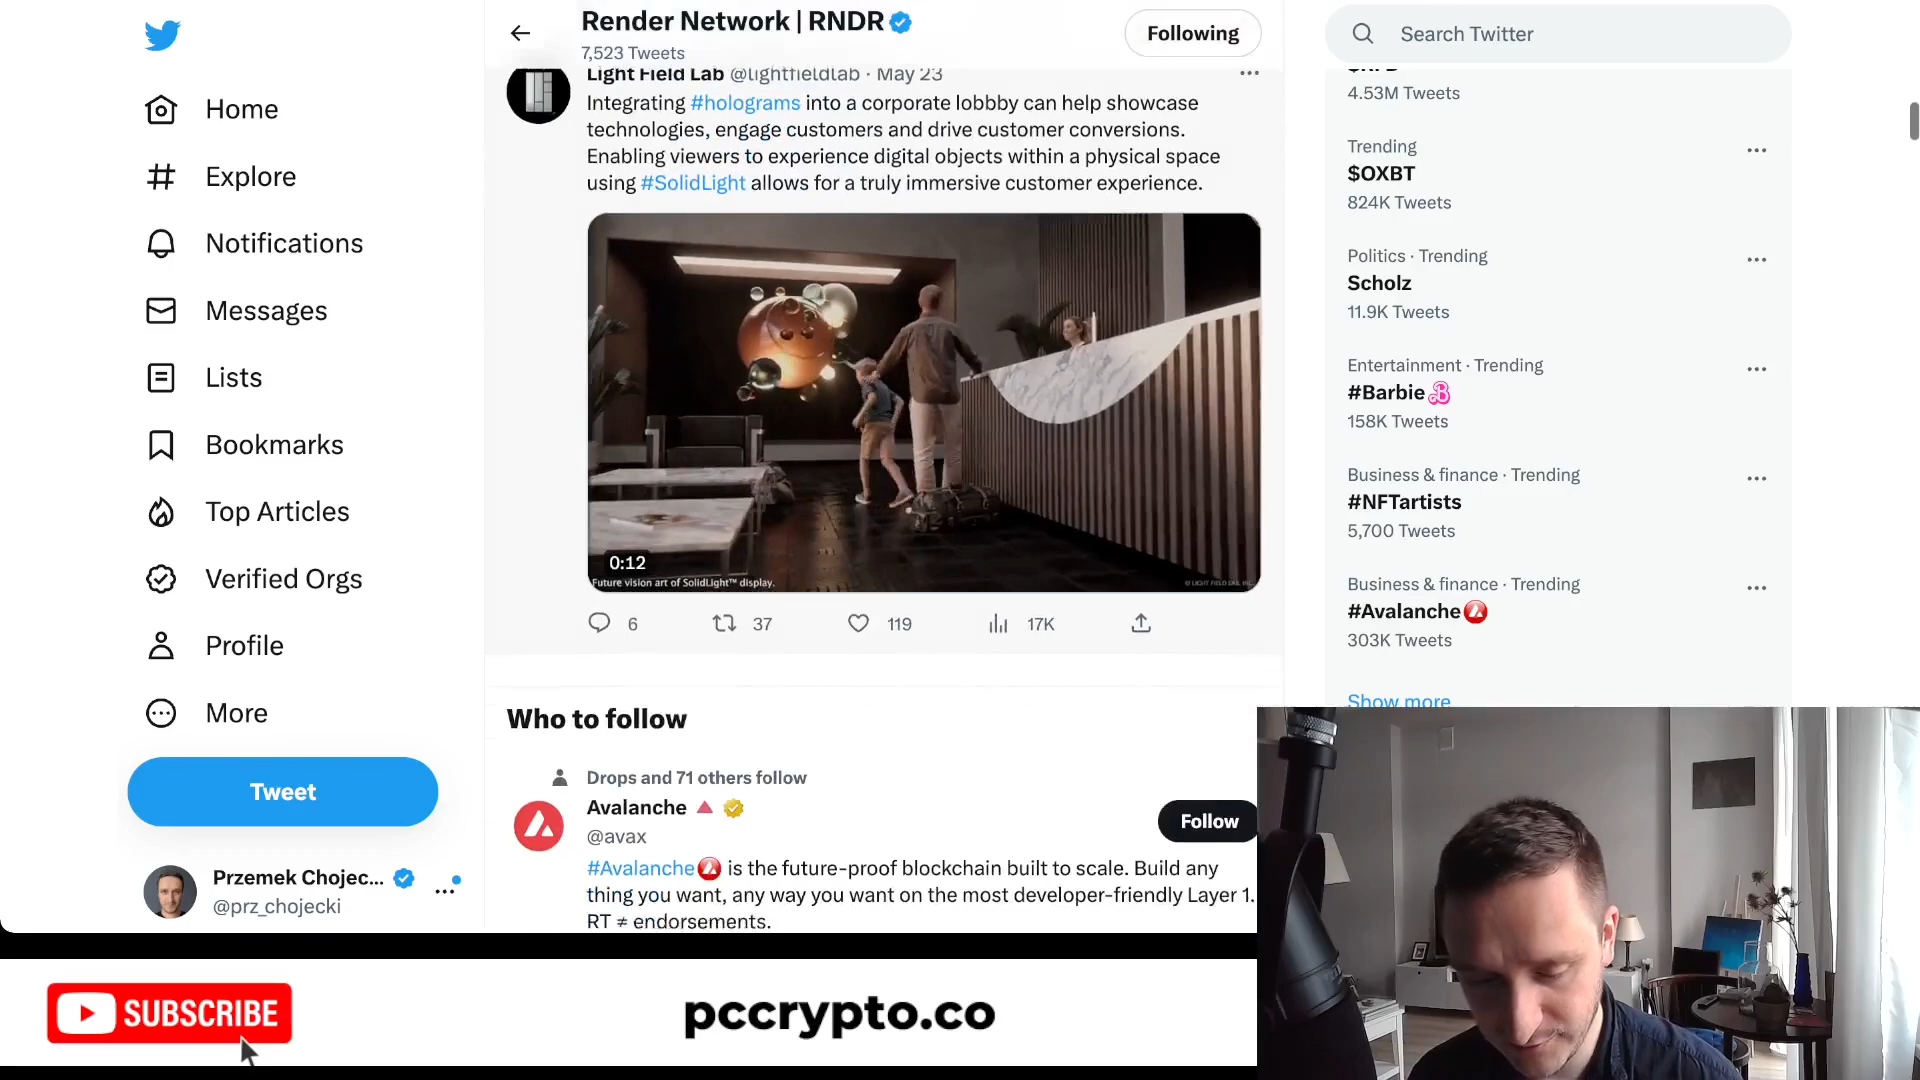 Home
Explore
Notifications
Messages
Lists
Bookmarks
Top Articles
Verified Orgs
Profile
More
Tweet
Przemek Chojec...
@prz_chojecki
Render Network | RNDR
7,523 Tweets
Following
Light Field Lab @lightfieldlab · May 23
Integrating #holograms into a corporate lobbby can help showcase
technologies, engage customers and drive customer conversions.
Enabling viewers to experience digital objects within a physical space
using #SolidLight allows for a truly immersive customer experience.
0:12
Future vision art of SolidLight™ display.
© LIGHT FIELD LAB, INC.
6 37 119 17K
Who to follow
Drops and 71 others follow
Avalanche
@avax
Follow
#Avalanche is the future-proof blockchain built to scale. Build any
thing you want, any way you want on the most developer-friendly Layer 1.
RT ≠ endorsements.
Search Twitter
4.53M Tweets
Trending
$OXBT
824K Tweets
Politics · Trending
Scholz
11.9K Tweets
Entertainment · Trending
#Barbie
158K Tweets
Business & finance · Trending
#NFTartists
5,700 Tweets
Business & finance · Trending
#Avalanche
303K Tweets
Show more
SUBSCRIBE
pccrypto.co